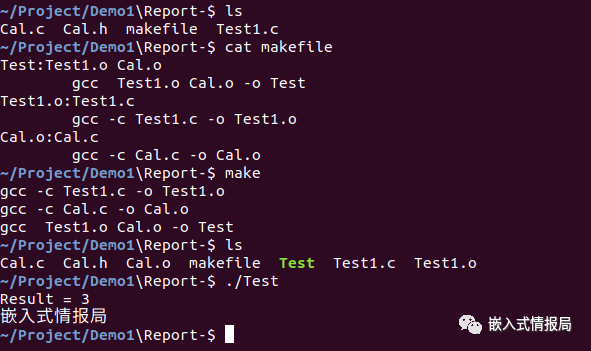 ~/Project/Demo1\Report-$ ls
Cal.c  Cal.h  makefile  Test1.c
~/Project/Demo1\Report-$ cat makefile
Test:Test1.o Cal.o
        gcc  Test1.o Cal.o -o Test
Test1.o:Test1.c
        gcc -c Test1.c -o Test1.o
Cal.o:Cal.c
        gcc -c Cal.c -o Cal.o
~/Project/Demo1\Report-$ make
gcc -c Test1.c -o Test1.o
gcc -c Cal.c -o Cal.o
gcc  Test1.o Cal.o -o Test
~/Project/Demo1\Report-$ ls
Cal.c  Cal.h  Cal.o  makefile  Test  Test1.c  Test1.o
~/Project/Demo1\Report-$ ./Test
Result = 3
嵌入式情报局
~/Project/Demo1\Report-$
嵌入式情报局